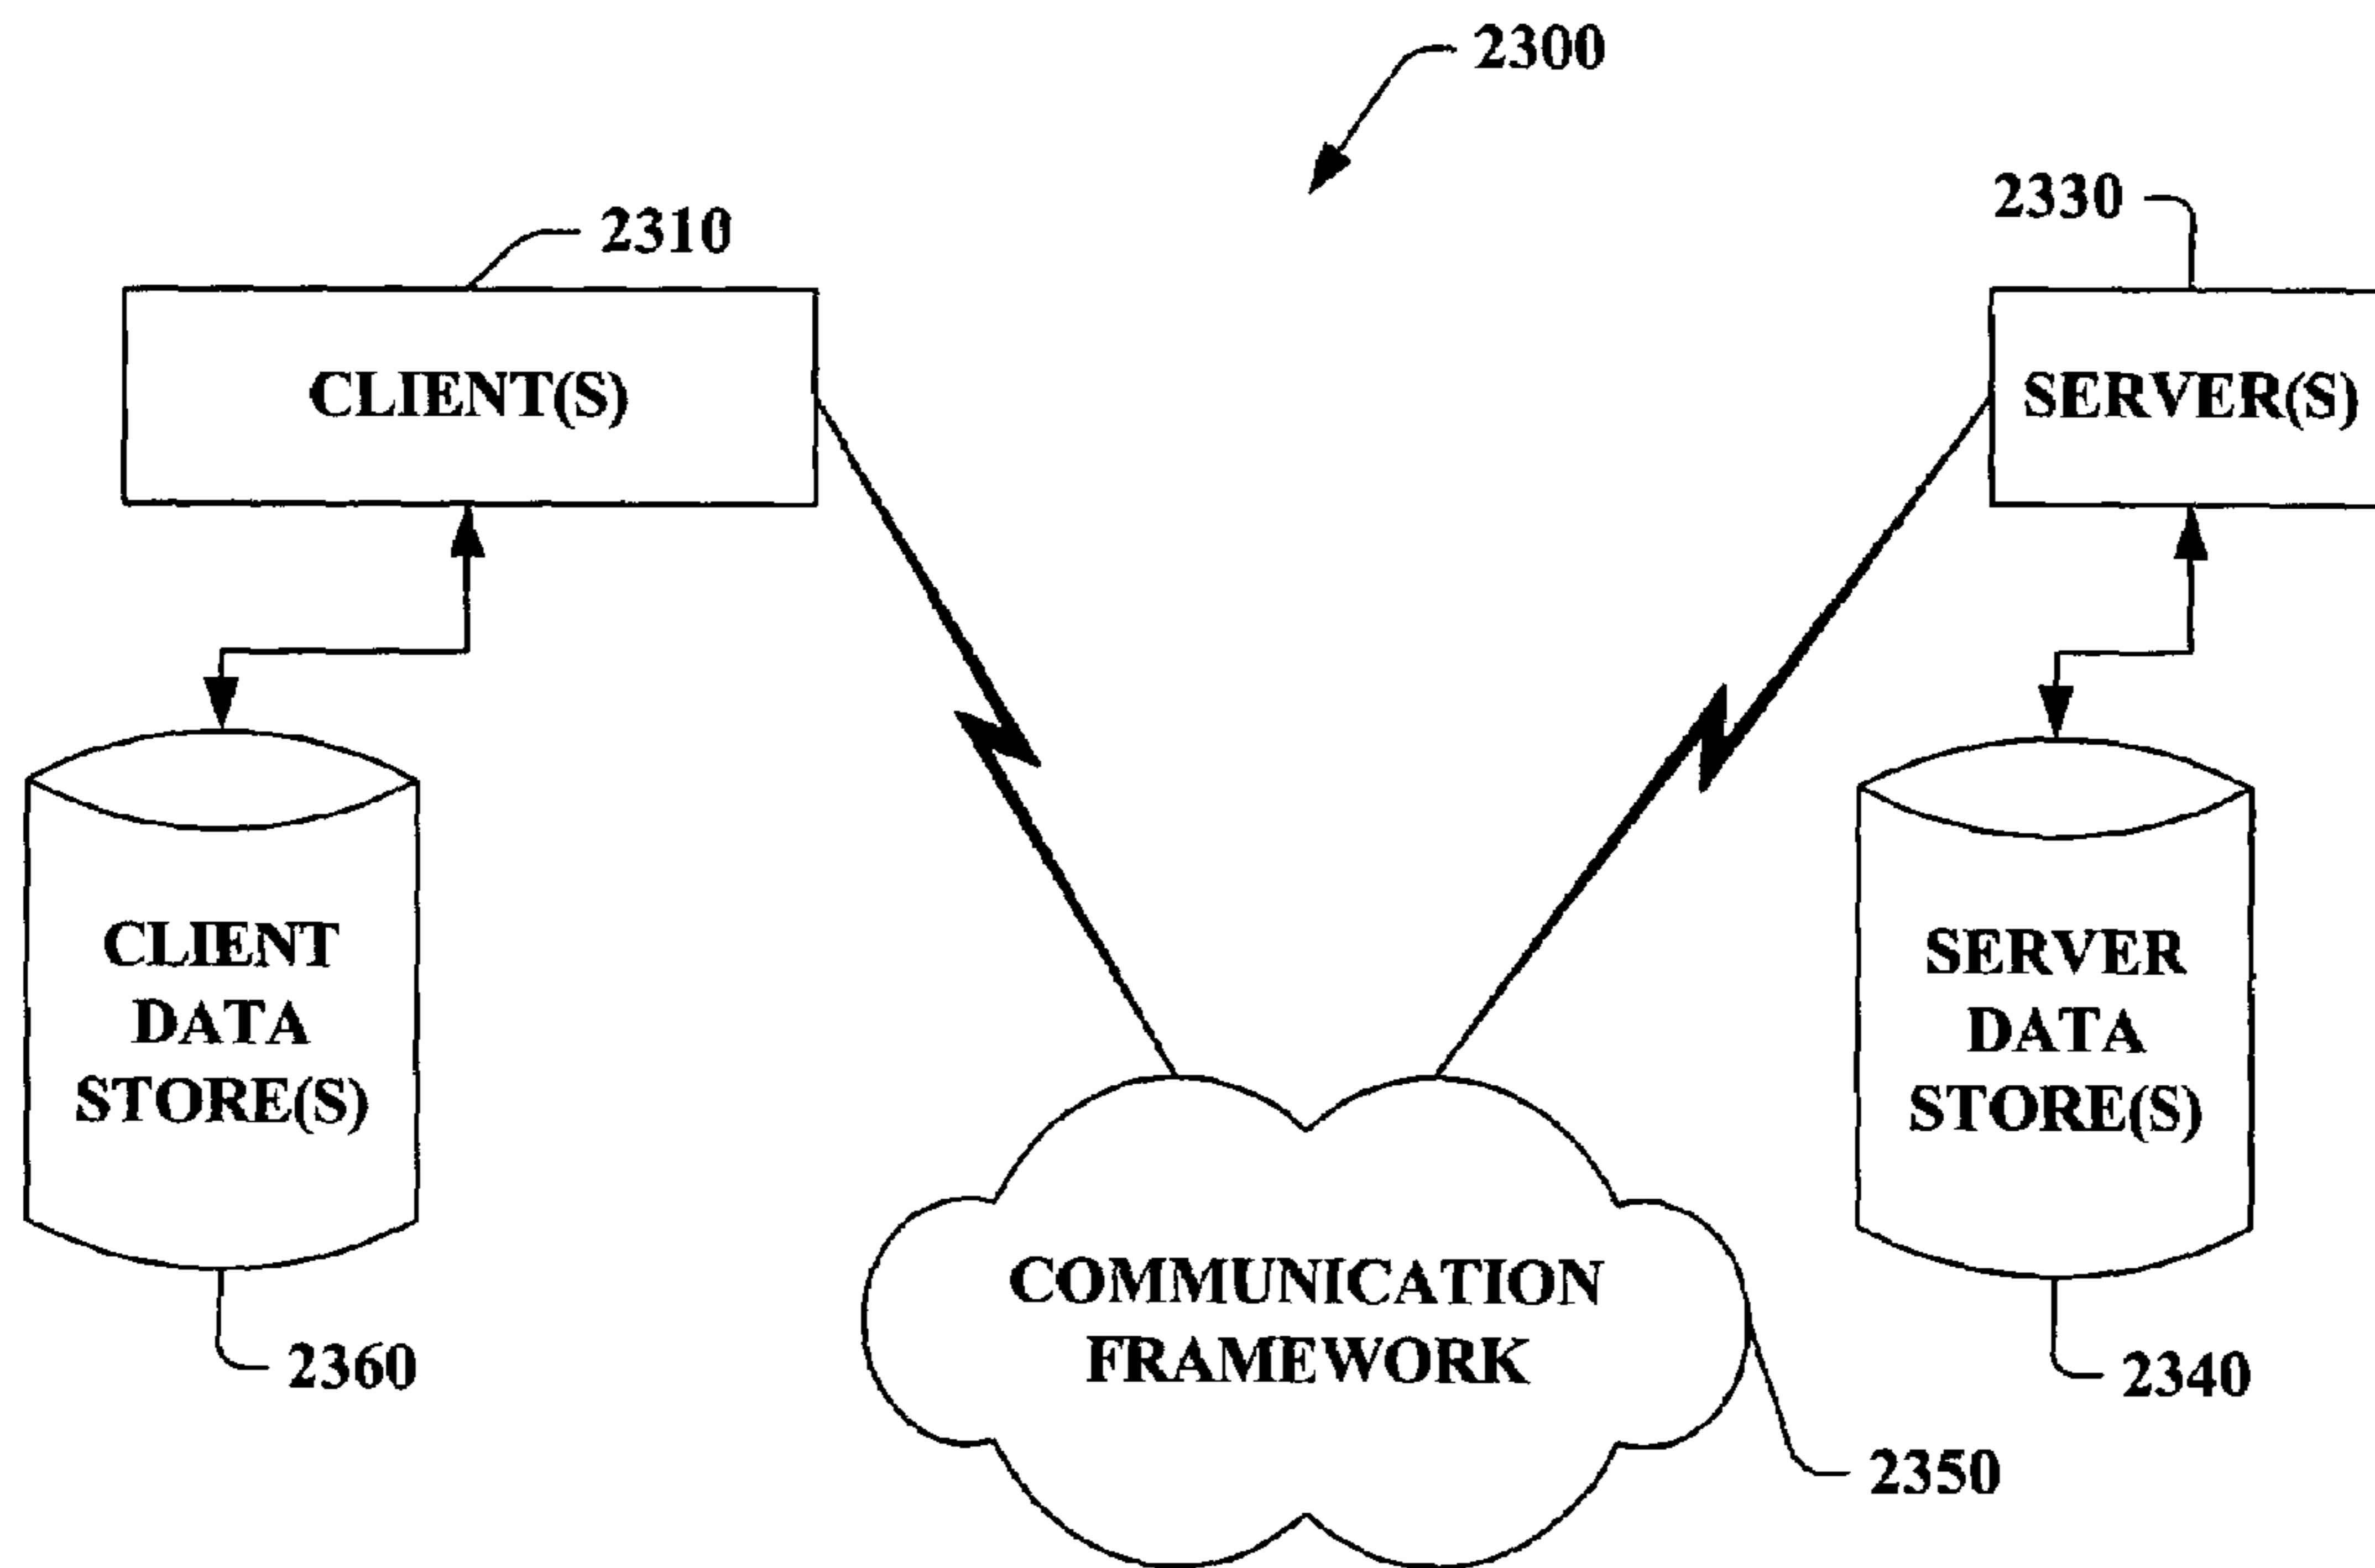 2300
2310
2330
CLIENT(S)
SERVER(S)
CLIENT
DATA
STORE(S)
SERVER
DATA
STORE(S)
COMMUNICATION
FRAMEWORK
2360
2340
2350